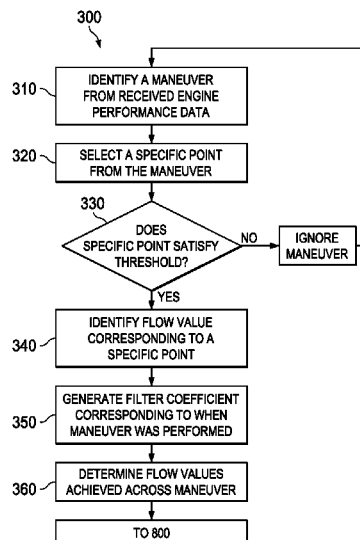 300
310
IDENTIFY A MANEUVER
FROM RECEIVED ENGINE
PERFORMANCE DATA
320
SELECT A SPECIFIC POINT
FROM THE MANEUVER
330
DOES
SPECIFIC POINT SATISFY
THRESHOLD?
NO
IGNORE
MANEUVER
YES
340
IDENTIFY FLOW VALUE
CORRESPONDING TO A
SPECIFIC POINT
350
GENERATE FILTER COEFFICIENT
CORRESPONDING TO WHEN
MANEUVER WAS PERFORMED
360
DETERMINE FLOW VALUES
ACHIEVED ACROSS MANEUVER
TO 800